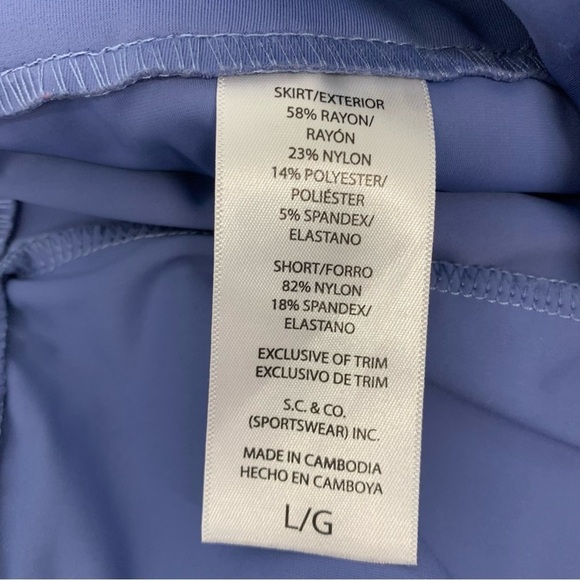 SKIRT/EXTERIOR
58% RAYON/
RAYÓN
23% NYLON
14% POLYESTER/
POLIÉSTER
5% SPANDEX/
ELASTANO
SHORT/FORRO
82% NYLON
18% SPANDEX/
ELASTANO
EXCLUSIVE OF TRIM
EXCLUSIVO DE TRIM
S.C. & CO.
(SPORTSWEAR) INC.
MADE IN CAMBODIA
HECHO EN CAMBOYA
L/G